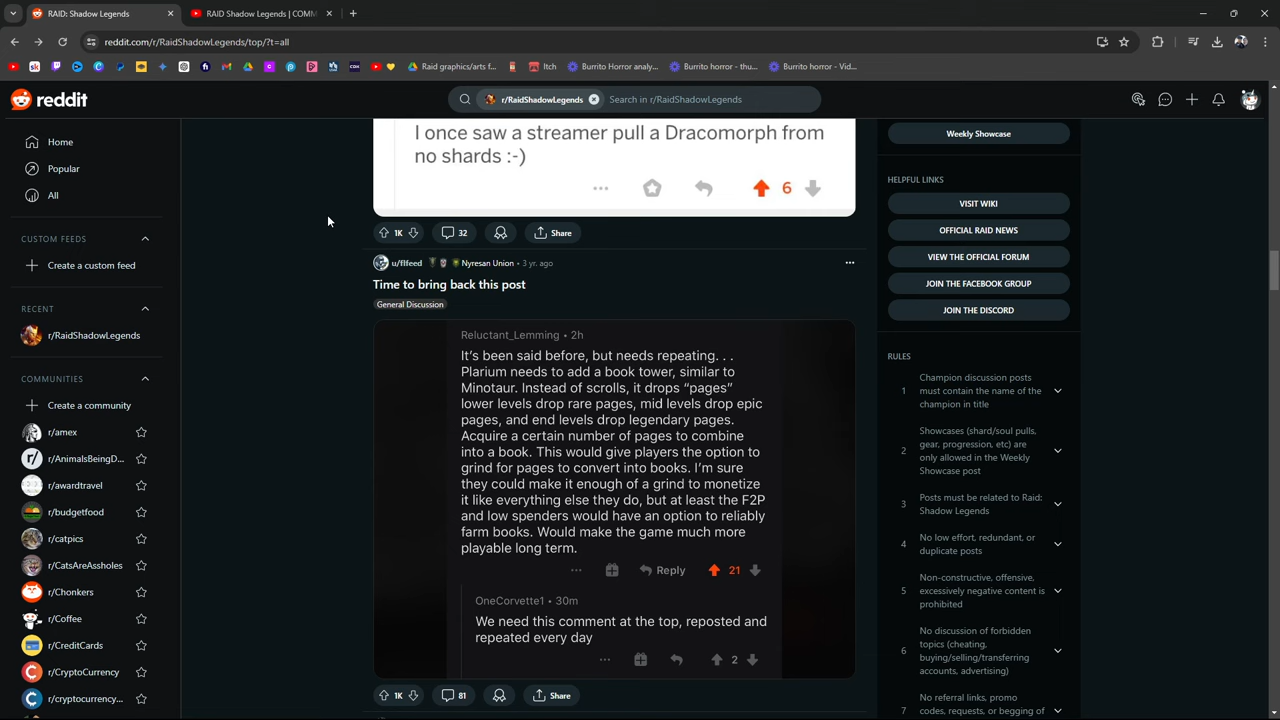 RAID: Shadow Legends
RAID Shadow Legends | COMM
reddit.com/r/RaidShadowLegends/top/?t=all
Raid graphics/arts f...
Itch
Burrito Horror analy...
Burrito horror - thu...
Burrito horror - Vid...
reddit
r/RaidShadowLegends
Search in r/RaidShadowLegends
Home
Popular
All
CUSTOM FEEDS
Create a custom feed
RECENT
r/RaidShadowLegends
COMMUNITIES
Create a community
r/amex
r/AnimalsBeingD...
r/awardtravel
r/budgetfood
r/catpics
r/CatsAreAssholes
r/Chonkers
r/Coffee
r/CreditCards
r/CryptoCurrency
r/cryptocurrency...
I once saw a streamer pull a Dracomorph from
no shards :-)
6
1K
32
Share
u/flfeed
Nyresan Union • 3 yr. ago
Time to bring back this post
General Discussion
Reluctant_Lemming • 2h
It's been said before, but needs repeating. . .
Plarium needs to add a book tower, similar to
Minotaur. Instead of scrolls, it drops "pages"
lower levels drop rare pages, mid levels drop epic
pages, and end levels drop legendary pages.
Acquire a certain number of pages to combine
into a book. This would give players the option to
grind for pages to convert into books. I'm sure
they could make it enough of a grind to monetize
it like everything else they do, but at least the F2P
and low spenders would have an option to reliably
farm books. Would make the game much more
playable long term.
Reply
21
OneCorvette1 • 30m
We need this comment at the top, reposted and
repeated every day
2
1K
81
Share
Weekly Showcase
HELPFUL LINKS
VISIT WIKI
OFFICIAL RAID NEWS
VIEW THE OFFICIAL FORUM
JOIN THE FACEBOOK GROUP
JOIN THE DISCORD
RULES
1
Champion discussion posts
must contain the name of the
champion in title
2
Showcases (shard/soul pulls,
gear, progression, etc) are
only allowed in the Weekly
Showcase post
3
Posts must be related to Raid:
Shadow Legends
4
No low effort, redundant, or
duplicate posts
5
Non-constructive, offensive,
excessively negative content is
prohibited
6
No discussion of forbidden
topics (cheating,
buying/selling/transferring
accounts, advertising)
7
No referral links, promo
codes, requests, or begging of